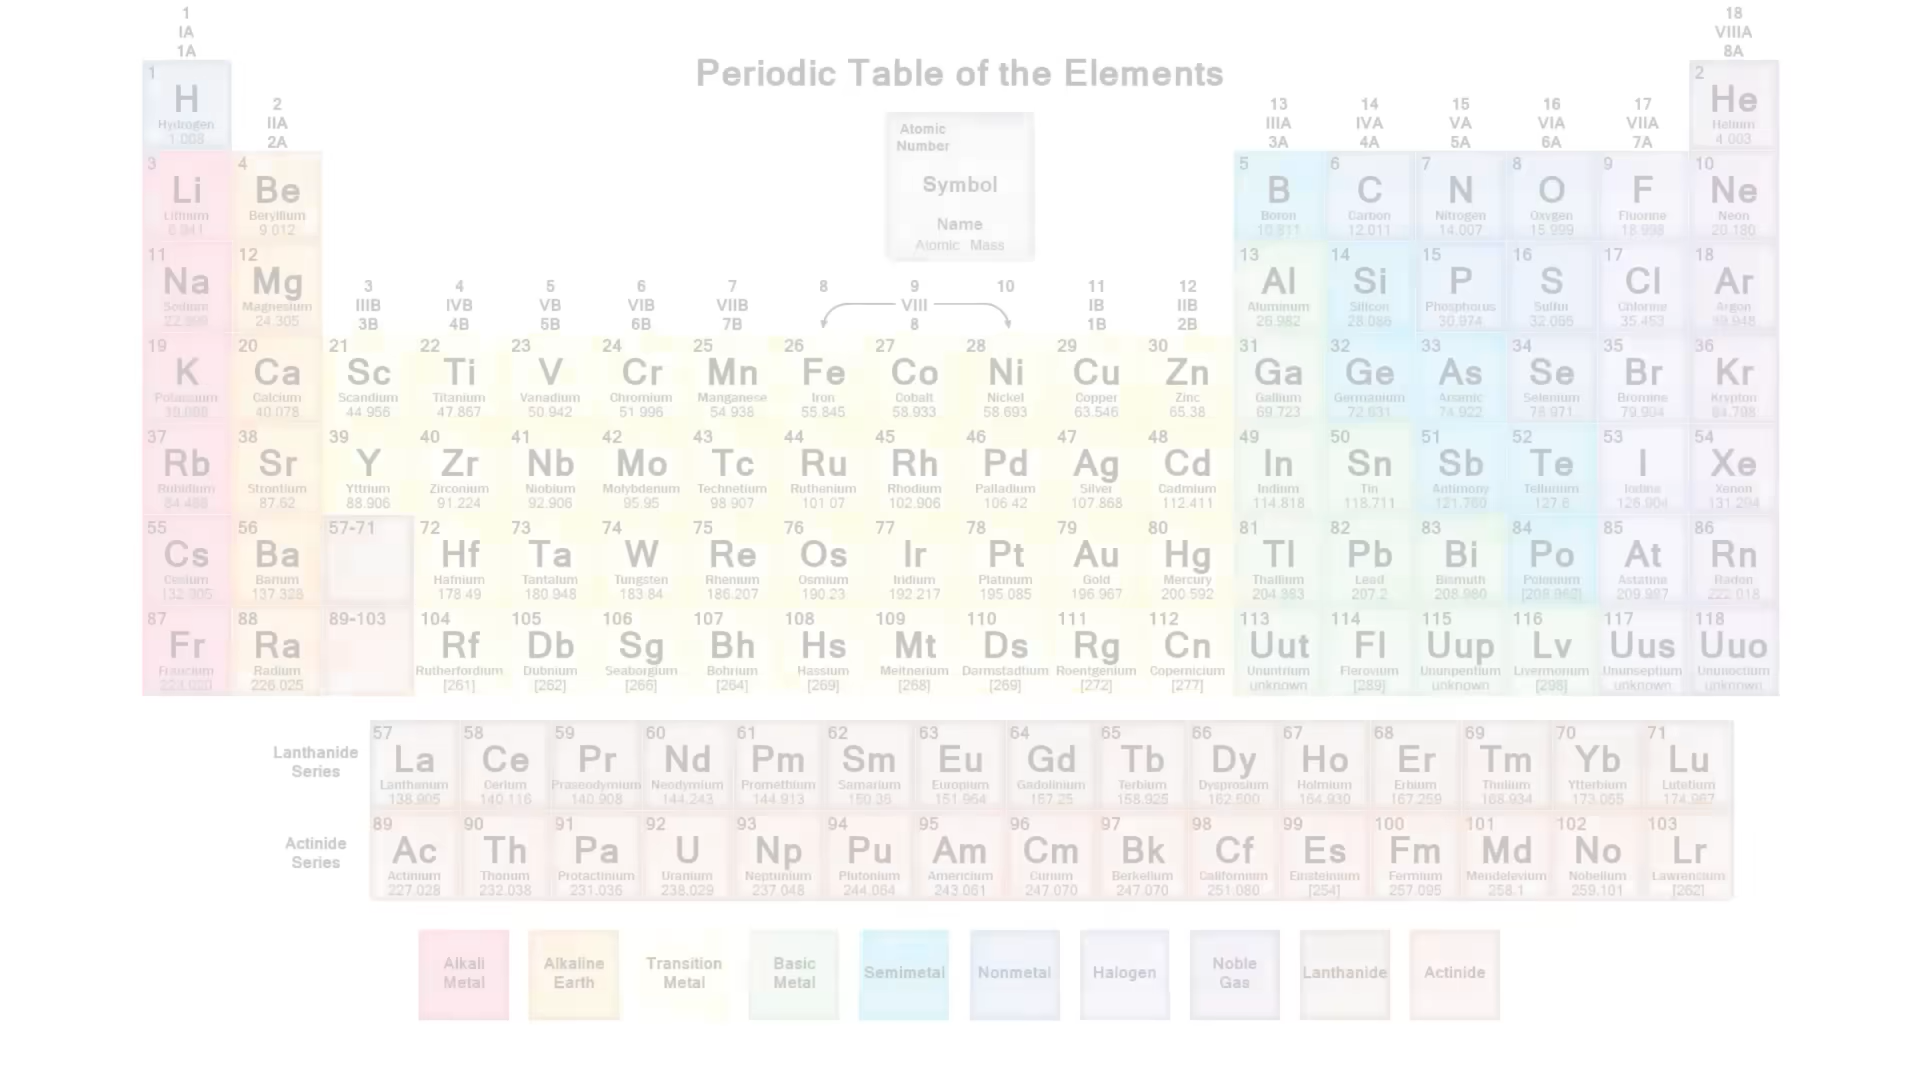 1 18
IA VIIIA
1A 8A
Periodic Table of the Elements
1 2
H He
Hydrogen Helium
1.008 4.003
2 13 14 15 16 17
IIA IIIA IVA VA VIA VIIA
2A 3A 4A 5A 6A 7A
Atomic
Number
Symbol
Name
Atomic Mass
3 4 5 6 7 8 9 10
Li Be B C N O F Ne
Lithium Beryllium Boron Carbon Nitrogen Oxygen Fluorine Neon
6.941 9.012 10.811 12.011 14.007 15.999 18.998 20.180
11 12 13 14 15 16 17 18
Na Mg Al Si P S Cl Ar
Sodium Magnesium Aluminum Silicon Phosphorus Sulfur Chlorine Argon
24.305 26.982 28.086 30.974 32.066 35.453 39.948
3 4 5 6 7 8 9 10 11 12
IIIB IVB VB VIB VIIB VIII IB IIB
3B 4B 5B 6B 7B 8 1B 2B
19 20 21 22 23 24 25 26 27 28 29 30 31 32 33 34 35 36
K Ca Sc Ti V Cr Mn Fe Co Ni Cu Zn Ga Ge As Se Br Kr
Potassium Calcium Scandium Titanium Vanadium Chromium Manganese Iron Cobalt Nickel Copper Zinc Gallium Germanium Arsenic Selenium Bromine Krypton
40.078 44.956 47.867 50.942 51.996 54.938 55.845 58.933 58.693 63.546 65.38 69.723 72.631 74.922 78.971 79.904 84.798
37 38 39 40 41 42 43 44 45 46 47 48 49 50 51 52 53 54
Rb Sr Y Zr Nb Mo Tc Ru Rh Pd Ag Cd In Sn Sb Te I Xe
Rubidium Strontium Yttrium Zirconium Niobium Molybdenum Technetium Ruthenium Rhodium Palladium Silver Cadmium Indium Tin Antimony Tellurium Iodine Xenon
84.468 87.62 88.906 91.224 92.906 95.95 98.907 101.07 102.906 106.42 107.868 112.411 114.818 118.711 121.760 127.6 126.904 131.294
55 56 57-71 72 73 74 75 76 77 78 79 80 81 82 83 84 85 86
Cs Ba Hf Ta W Re Os Ir Pt Au Hg Tl Pb Bi Po At Rn
Cesium Barium Hafnium Tantalum Tungsten Rhenium Osmium Iridium Platinum Gold Mercury Thallium Lead Bismuth Polonium Astatine Radon
132.905 137.328 178.49 180.948 183.84 186.207 190.23 192.217 195.085 196.967 200.592 204.383 207.2 208.980 [208.982] 209.987 222.018
87 88 89-103 104 105 106 107 108 109 110 111 112 113 114 115 116 117 118
Fr Ra Rf Db Sg Bh Hs Mt Ds Rg Cn Uut Fl Uup Lv Uus Uuo
Francium Radium Rutherfordium Dubnium Seaborgium Bohrium Hassium Meitnerium Darmstadtium Roentgenium Copernicium Ununtrium Flerovium Ununpentium Livermorium Ununseptium Ununoctium
223.020 226.025 [261] [262] [266] [264] [269] [268] [269] [272] [277] unknown [289] unknown [298] unknown unknown
57 58 59 60 61 62 63 64 65 66 67 68 69 70 71
Lanthanide
Series
La Ce Pr Nd Pm Sm Eu Gd Tb Dy Ho Er Tm Yb Lu
Lanthanum Cerium Praseodymium Neodymium Promethium Samarium Europium Gadolinium Terbium Dysprosium Holmium Erbium Thulium Ytterbium Lutetium
138.905 140.116 140.908 144.243 144.913 150.36 151.964 157.25 158.925 162.500 164.930 167.259 168.934 173.055 174.967
89 90 91 92 93 94 95 96 97 98 99 100 101 102 103
Actinide
Series
Ac Th Pa U Np Pu Am Cm Bk Cf Es Fm Md No Lr
Actinium Thorium Protactinium Uranium Neptunium Plutonium Americium Curium Berkelium Californium Einsteinium Fermium Mendelevium Nobelium Lawrencium
227.028 232.038 231.036 238.029 237.048 244.064 243.061 247.070 247.070 251.080 [254] 257.095 258.1 259.101 [262]
Alkali Alkaline Transition Basic Semimetal Nonmetal Halogen Noble Lanthanide Actinide
Metal Earth Metal Metal Gas